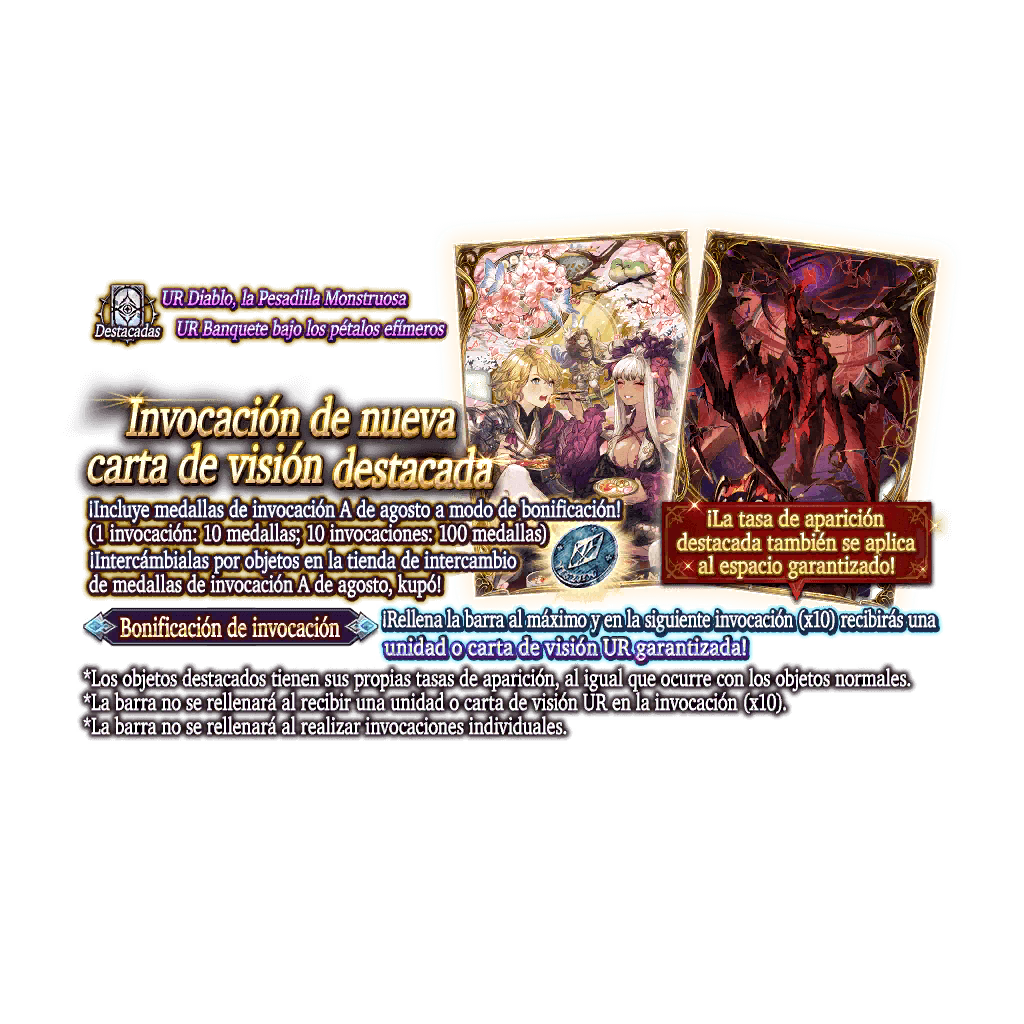 UR Diablo, la Pesadilla Monstruosa
Destacadas
UR Banquete bajo los pétalos efímeros
Invocación de nueva
carta de visión destacada
¡Incluye medallas de invocación A de agosto a modo de bonificación!
(1 invocación: 10 medallas; 10 invocaciones: 100 medallas)
¡Intercámbialas por objetos en la tienda de intercambio
de medallas de invocación A de agosto, kupó!
¡La tasa de aparición
destacada también se aplica
al espacio garantizado!
Bonificación de invocación
¡Rellena la barra al máximo y en la siguiente invocación (x10) recibirás una
unidad o carta de visión UR garantizada!
*Los objetos destacados tienen sus propias tasas de aparición, al igual que ocurre con los objetos normales.
*La barra no se rellenará al recibir una unidad o carta de visión UR en la invocación (x10).
*La barra no se rellenará al realizar invocaciones individuales.